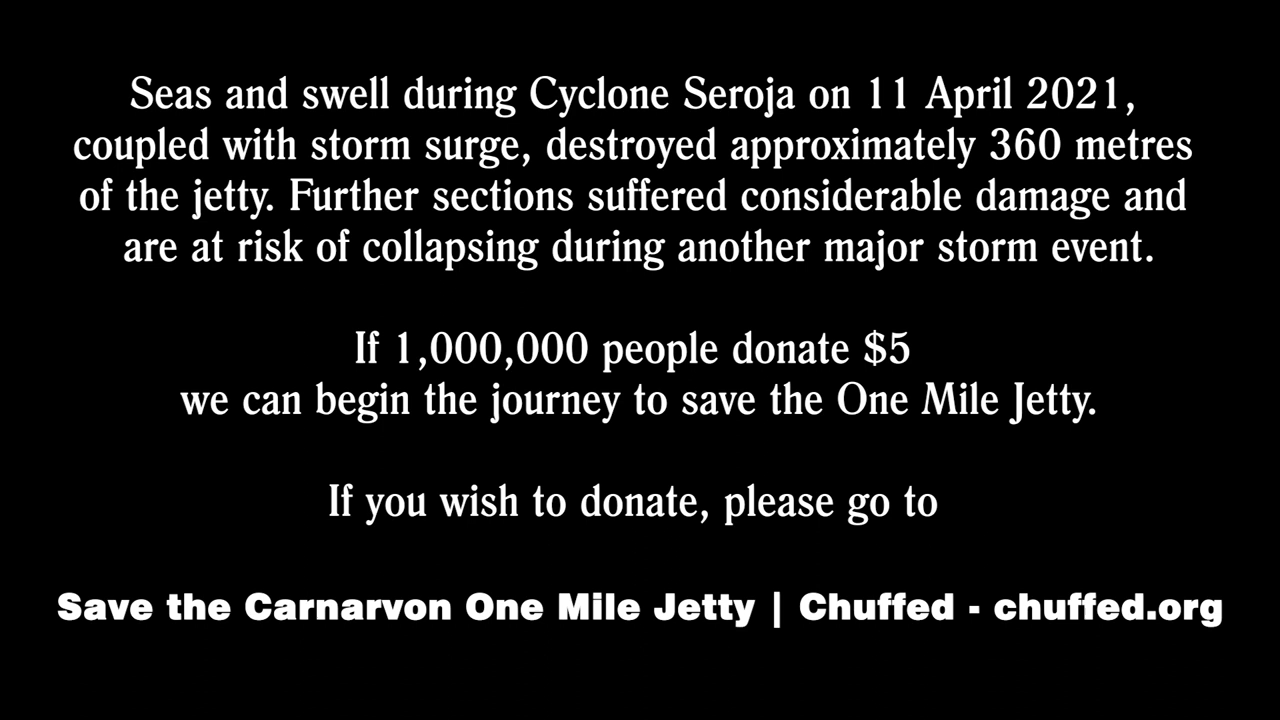 Seas and swell during Cyclone Seroja on 11 April 2021,
coupled with storm surge, destroyed approximately 360 metres
of the jetty. Further sections suffered considerable damage and
are at risk of collapsing during another major storm event.
If 1,000,000 people donate $5
we can begin the journey to save the One Mile Jetty.
If you wish to donate, please go to
Save the Carnarvon One Mile Jetty | Chuffed - chuffed.org